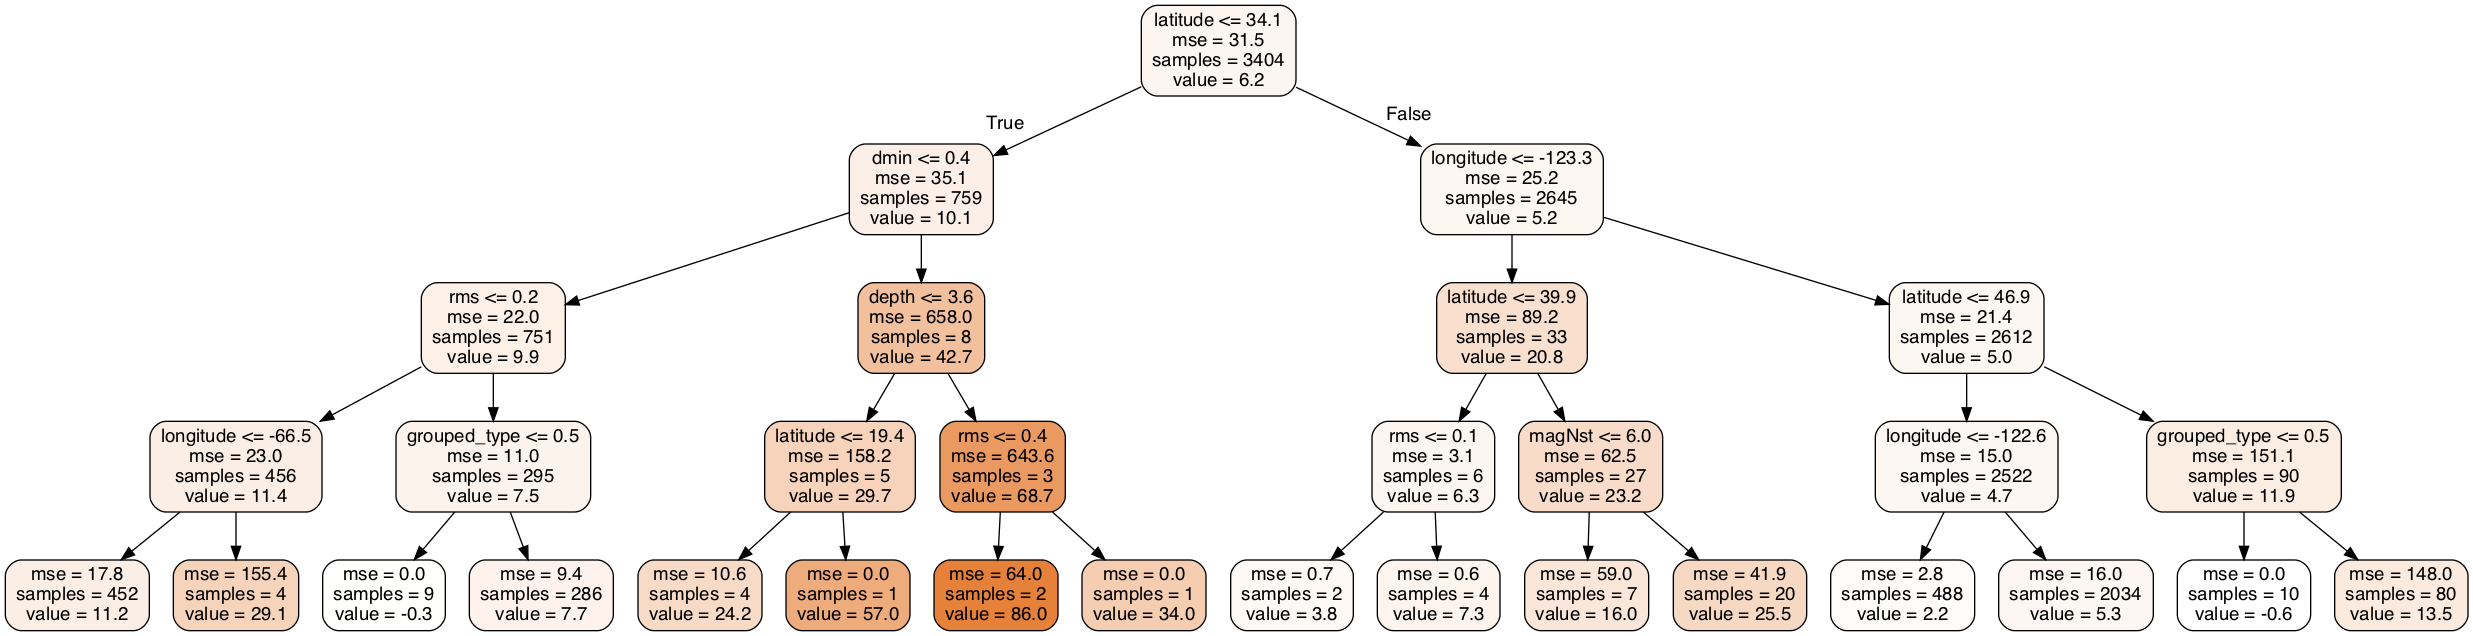 latitude <= 34.1
mse = 31.5
samples = 3404
value = 6.2
True
False
dmin <= 0.4
mse = 35.1
samples = 759
value = 10.1
longitude <= -123.3
mse = 25.2
samples = 2645
value = 5.2
rms <= 0.2
mse = 22.0
samples = 751
value = 9.9
depth <= 3.6
mse = 658.0
samples = 8
value = 42.7
latitude <= 39.9
mse = 89.2
samples = 33
value = 20.8
latitude <= 46.9
mse = 21.4
samples = 2612
value = 5.0
longitude <= -66.5
mse = 23.0
samples = 456
value = 11.4
grouped_type <= 0.5
mse = 11.0
samples = 295
value = 7.5
latitude <= 19.4
mse = 158.2
samples = 5
value = 29.7
rms <= 0.4
mse = 643.6
samples = 3
value = 68.7
rms <= 0.1
mse = 3.1
samples = 6
value = 6.3
magNst <= 6.0
mse = 62.5
samples = 27
value = 23.2
longitude <= -122.6
mse = 15.0
samples = 2522
value = 4.7
grouped_type <= 0.5
mse = 151.1
samples = 90
value = 11.9
mse = 17.8
samples = 452
value = 11.2
mse = 155.4
samples = 4
value = 29.1
mse = 0.0
samples = 9
value = -0.3
mse = 9.4
samples = 286
value = 7.7
mse = 10.6
samples = 4
value = 24.2
mse = 0.0
samples = 1
value = 57.0
mse = 64.0
samples = 2
value = 86.0
mse = 0.0
samples = 1
value = 34.0
mse = 0.7
samples = 2
value = 3.8
mse = 0.6
samples = 4
value = 7.3
mse = 59.0
samples = 7
value = 16.0
mse = 41.9
samples = 20
value = 25.5
mse = 2.8
samples = 488
value = 2.2
mse = 16.0
samples = 2034
value = 5.3
mse = 0.0
samples = 10
value = -0.6
mse = 148.0
samples = 80
value = 13.5